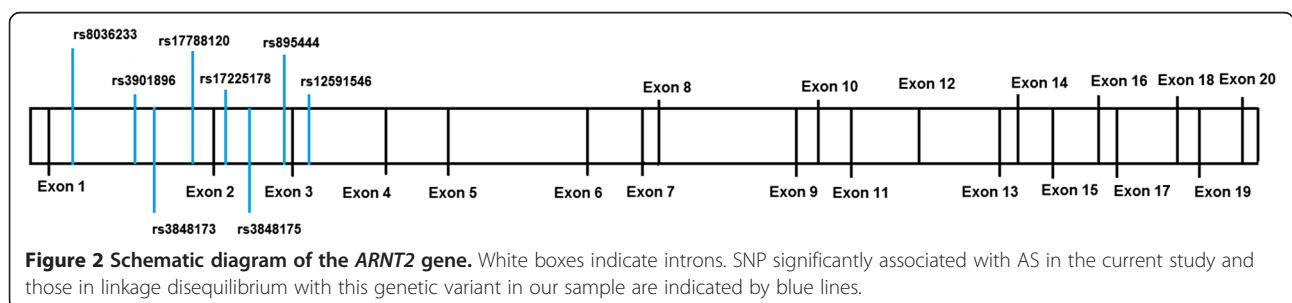 rs8036233 rs17788120 rs895444
rs3901896 rs17225178 rs12591546
Exon 8 Exon 10 Exon 12 Exon 14 Exon 16 Exon 18 Exon 20
Exon 1 Exon 2 Exon 3 Exon 4 Exon 5 Exon 6 Exon 7 Exon 9 Exon 11 Exon 13 Exon 15 Exon 17 Exon 19
rs3848173 rs3848175
Figure 2 Schematic diagram of the ARNT2 gene. White boxes indicate introns. SNP significantly associated with AS in the current study and
those in linkage disequilibrium with this genetic variant in our sample are indicated by blue lines.